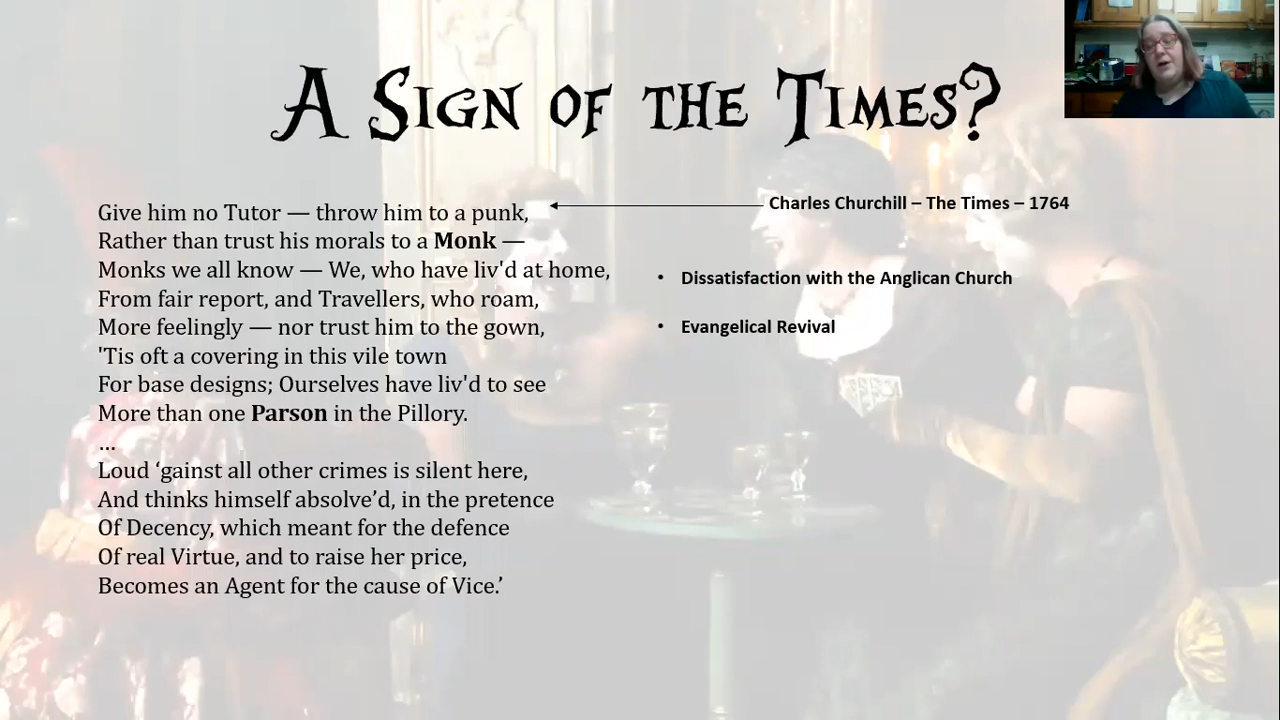 A Sign of the Times?
Give him no Tutor — throw him to a punk,
Rather than trust his morals to a Monk —
Monks we all know — We, who have liv'd at home,
From fair report, and Travellers, who roam,
More feelingly — nor trust him to the gown,
'Tis oft a covering in this vile town
For base designs; Ourselves have liv'd to see
More than one Parson in the Pillory.
…
Loud ‘gainst all other crimes is silent here,
And thinks himself absolve’d, in the pretence
Of Decency, which meant for the defence
Of real Virtue, and to raise her price,
Becomes an Agent for the cause of Vice.’
Charles Churchill – The Times – 1764
• Dissatisfaction with the Anglican Church
• Evangelical Revival